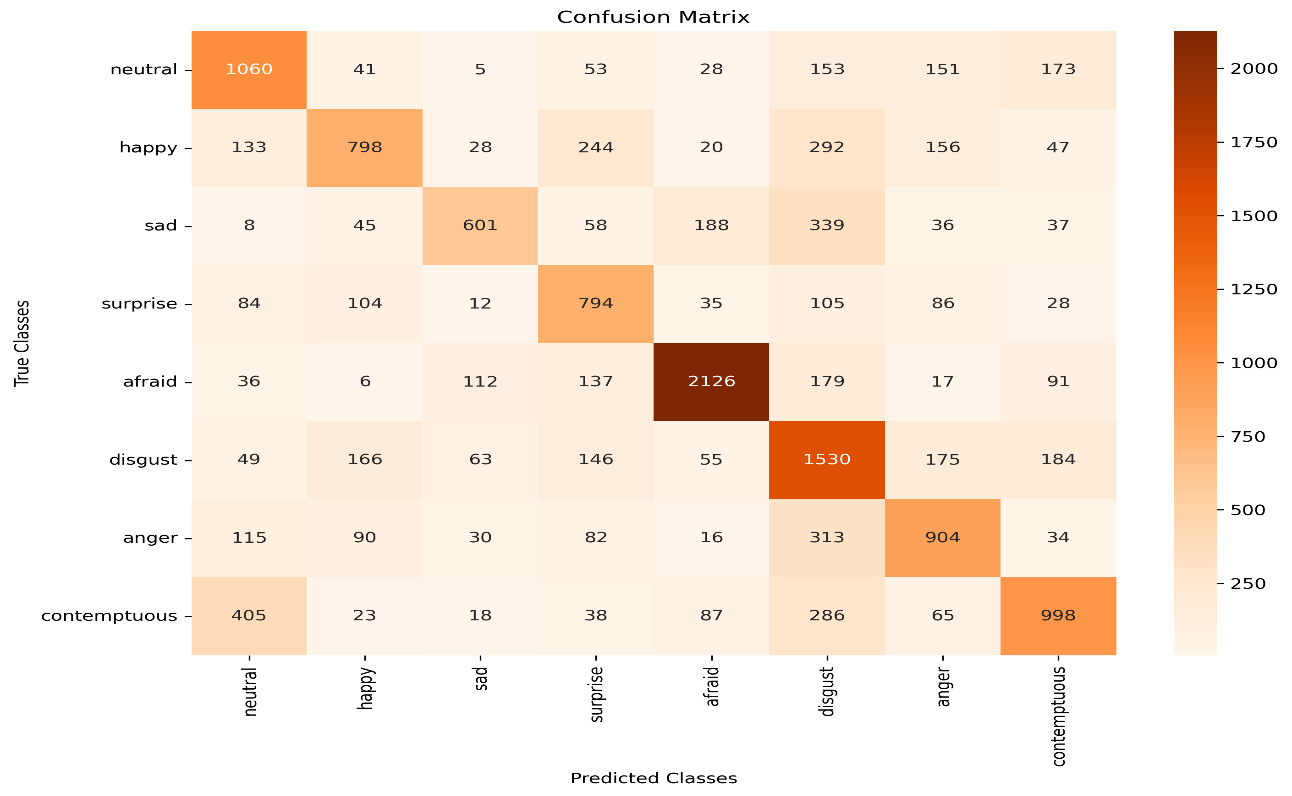 Confusion Matrix
neutral 1060 41 5 53 28 153 151 173
happy 133 798 28 244 20 292 156 47
sad 8 45 601 58 188 339 36 37
surprise 84 104 12 794 35 105 86 28
afraid 36 6 112 137 2126 179 17 91
disgust 49 166 63 146 55 1530 175 184
anger 115 90 30 82 16 313 904 34
contemptuous 405 23 18 38 87 286 65 998
True Classes
neutral happy sad surprise afraid disgust anger contemptuous
Predicted Classes
2000
1750
1500
1250
1000
750
500
250